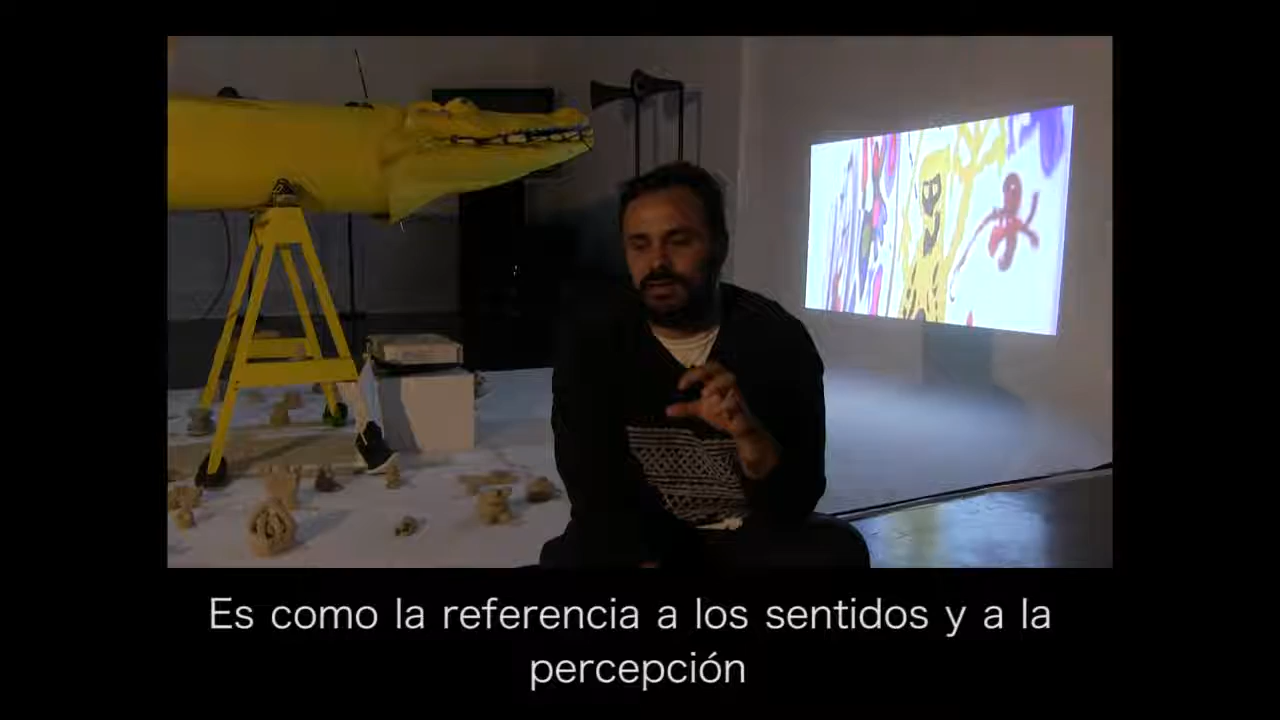 Es como la referencia a los sentidos y a la
percepción